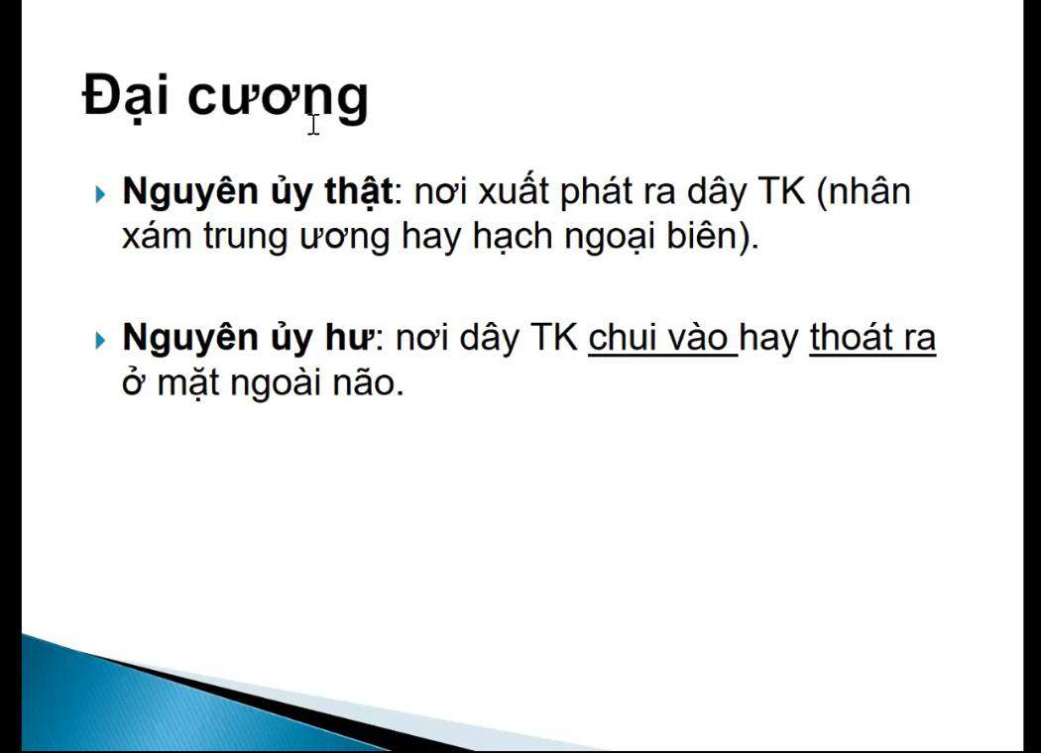 Đại cương
Nguyên ủy thật: nơi xuất phát ra dây TK (nhân
xám trung ương hay hạch ngoại biên).
Nguyên ủy hư: nơi dây TK chui vào hay thoát ra
ở mặt ngoài não.